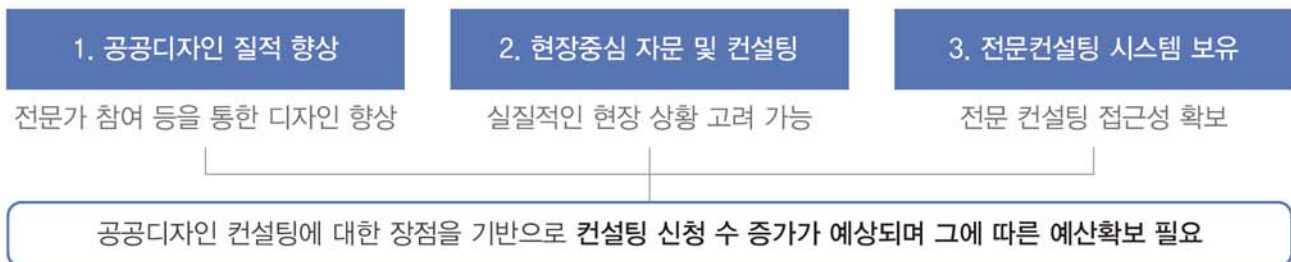 1. 공공디자인 질적 향상
전문가 참여 등을 통한 디자인 향상
2. 현장중심 자문 및 컨설팅
실질적인 현장 상황 고려 가능
3. 전문컨설팅 시스템 보유
전문 컨설팅 접근성 확보
공공디자인 컨설팅에 대한 장점을 기반으로 컨설팅 신청 수 증가가 예상되며 그에 따른 예산확보 필요